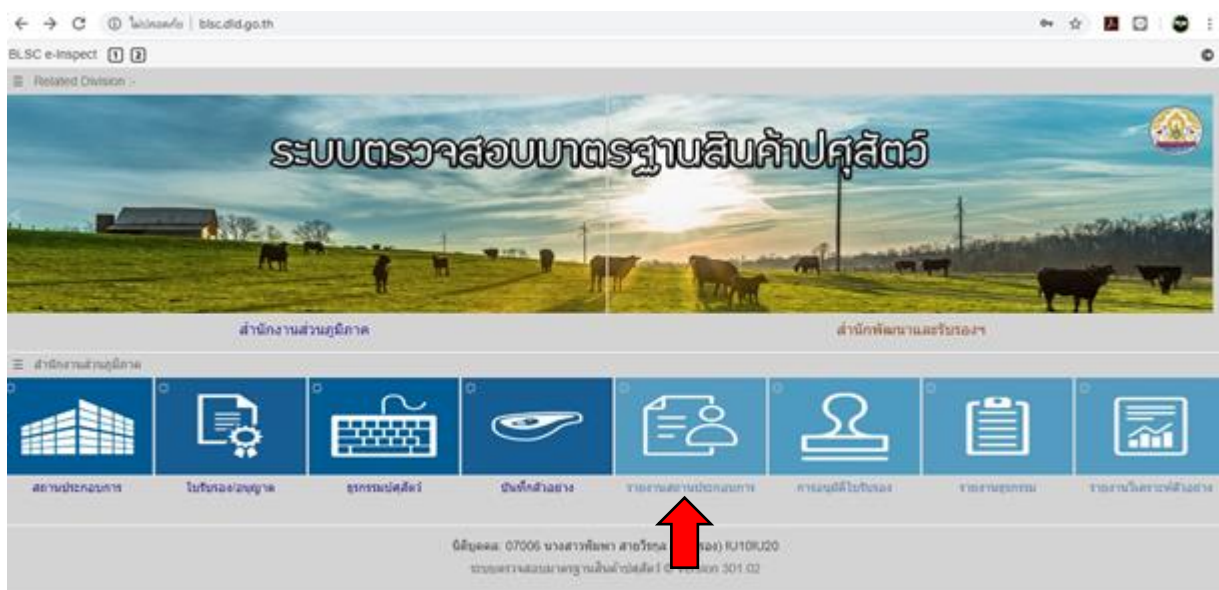 ไม่ปลอดภัย | blsc.dld.go.th
BLSC e-Inspect 1 2
Related Division :-
ระบบตรวจสอบมาตรฐานสินค้าปศุสัตว์
สำนักงานส่วนภูมิภาค สำนักพัฒนาและรับรองฯ
สำนักงานส่วนภูมิภาค
สถานประกอบการ ใบรับรอง/อนุญาต ธุรกรรมปศุสัตว์ บันทึกตัวอย่าง รายงานสถานประกอบการ การอนุมัติใบรับรอง รายงานธุรกรรม รายงานวิเคราะห์ตัวอย่าง
นิติบุคคล: 07006 นางสาวพิมพา รอง) IU10IU20
ระบบตรวจสอบมาตรฐานสินค้าปศุสัตว์ © Version 301.02